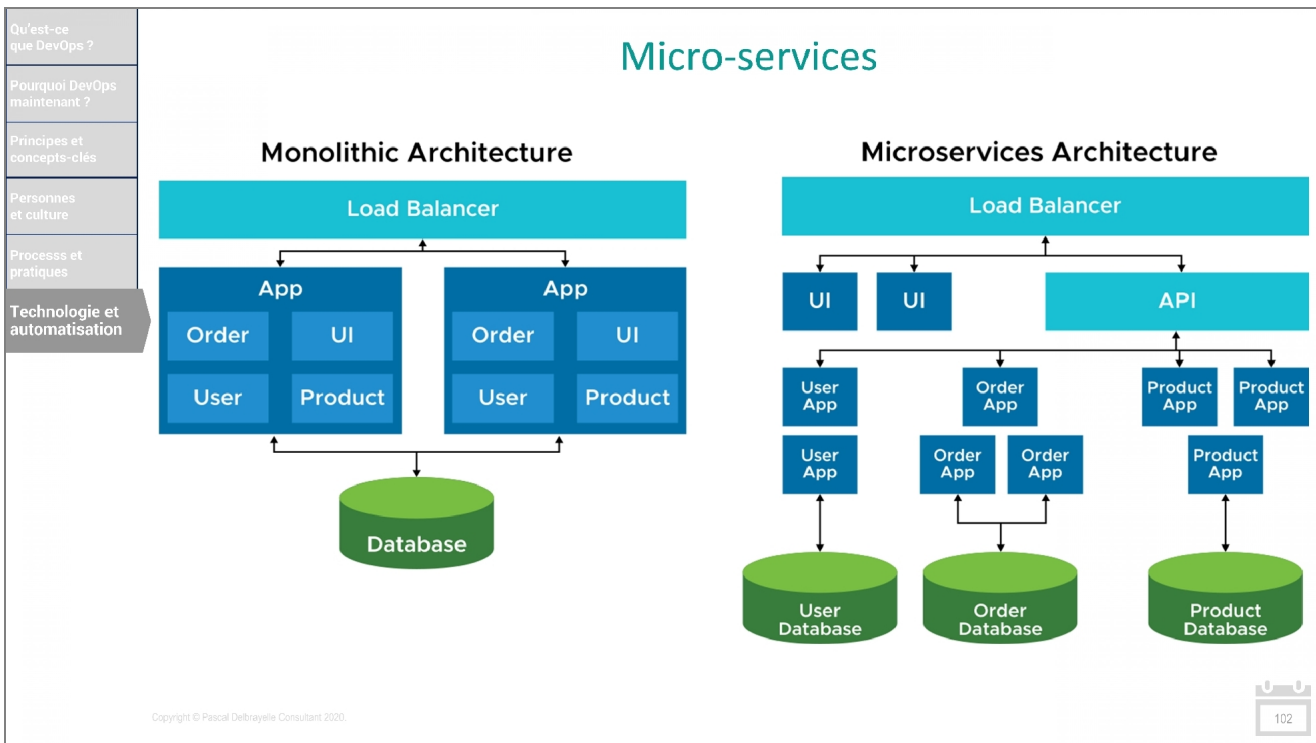 Qu'est-ce
que DevOps ?
Pourquoi DevOps
maintenant ?
Principes et
concepts-clés
Personnes
et culture
Processs et
pratiques
Technologie et
automatisation
Micro-services
Monolithic Architecture
Load Balancer
App
App
Order
UI
Order
UI
User
Product
User
Product
Database
Microservices Architecture
Load Balancer
UI
UI
API
User
App
Order
App
Product
App
Product
App
User
App
Order
App
Order
App
Product
App
User
Database
Order
Database
Product
Database
Copyright © Pascal Delbrayelle Consultant 2020.
102